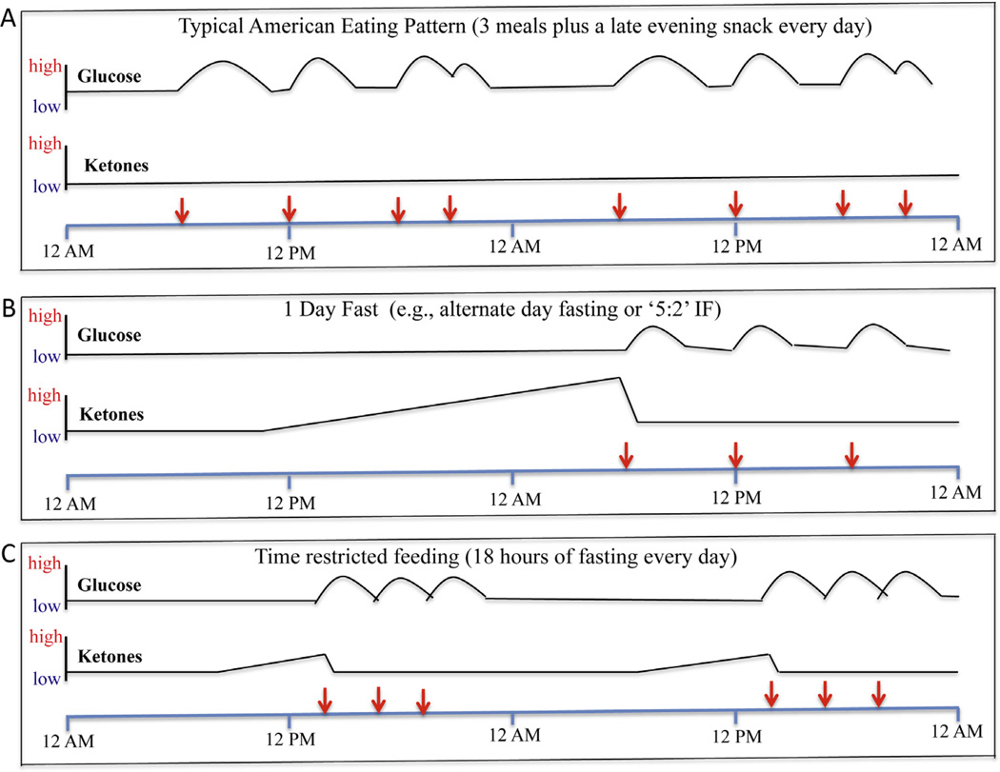 A
Typical American Eating Pattern (3 meals plus a late evening snack every day)
high
Glucose
low
high
Ketones
low
12 AM
12 PM
12 AM
12 PM
12 AM
B
1 Day Fast (e.g., alternate day fasting or ‘5:2’ IF)
high
Glucose
low
high
Ketones
low
12 AM
12 PM
12 AM
12 PM
12 AM
C
Time restricted feeding (18 hours of fasting every day)
high
Glucose
low
high
Ketones
low
12 AM
12 PM
12 AM
12 PM
12 AM